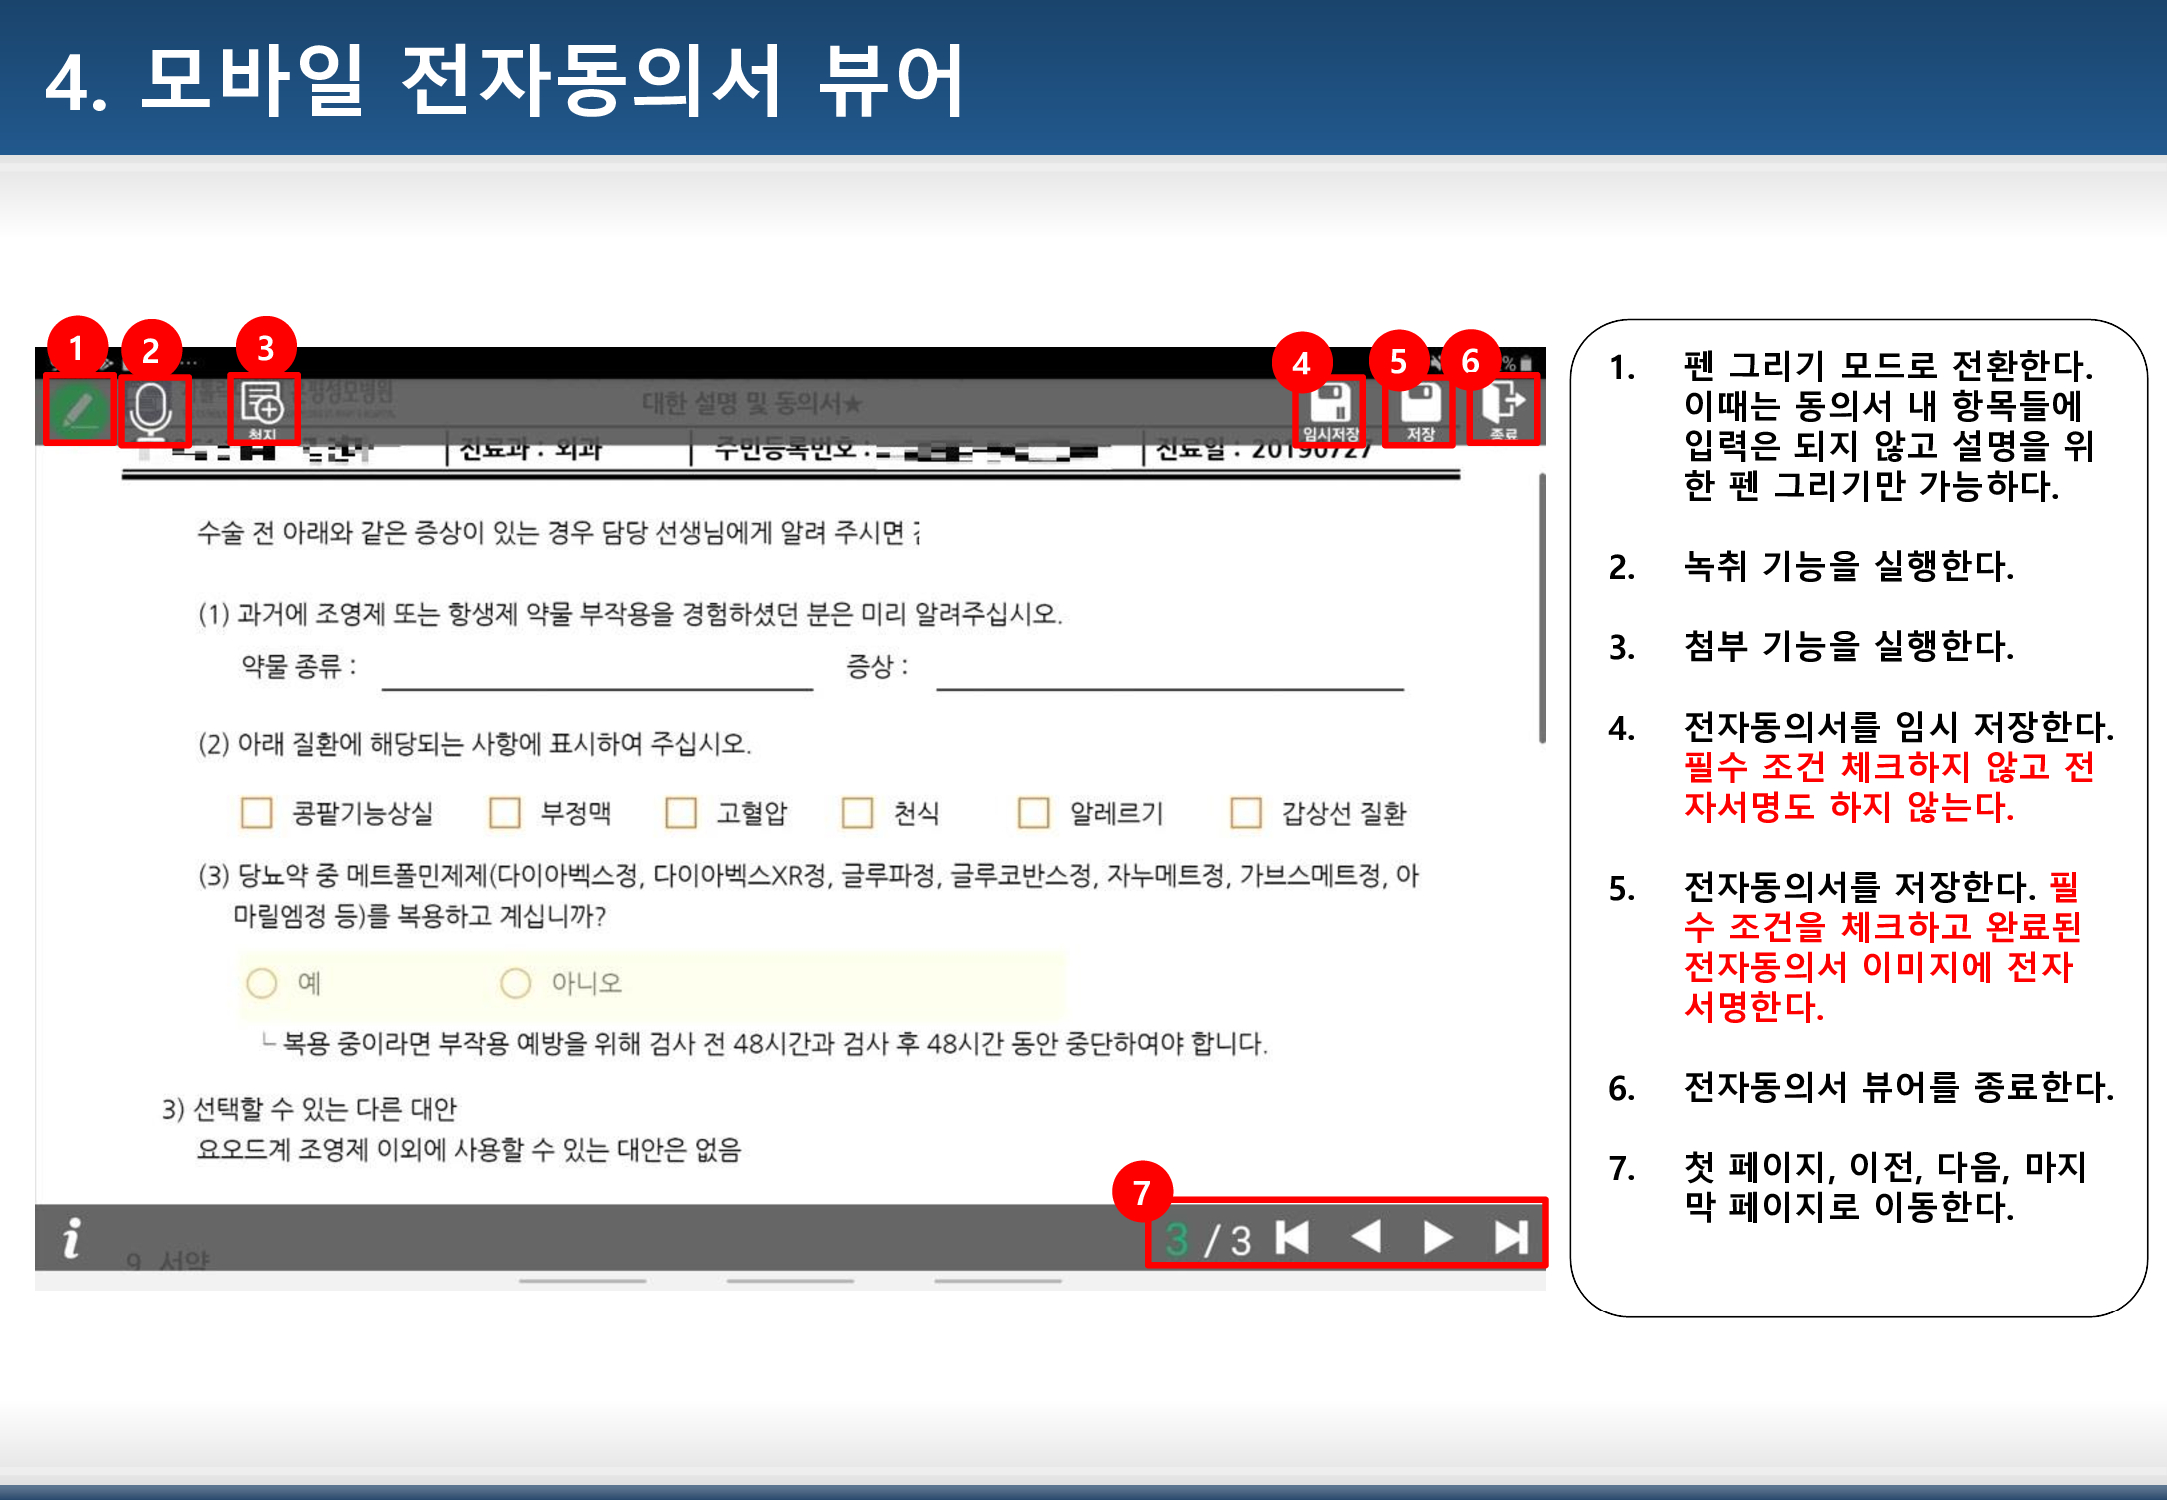 4. 모바일 전자동의서 뷰어
1
2
3
4
5
6
%
평성모병원
대한 설명 및 동의서★
첨지
임시저장
저장
종료
진료과 : 외과
주민등록번호 :
진료일 : 20190727
수술 전 아래와 같은 증상이 있는 경우 담당 선생님에게 알려 주시면
(1) 과거에 조영제 또는 항생제 약물 부작용을 경험하셨던 분은 미리 알려주십시오.
약물 종류 : 증상 :
(2) 아래 질환에 해당되는 사항에 표시하여 주십시오.
콩팥기능상실 부정맥 고혈압 천식 알레르기 갑상선 질환
(3) 당뇨약 중 메트폴민제제(다이아벡스정, 다이아벡스XR정, 글루파정, 글루코반스정, 자누메트정, 가브스메트정, 아
마릴엠정 등)를 복용하고 계십니까?
예 아니오
└ 복용 중이라면 부작용 예방을 위해 검사 전 48시간과 검사 후 48시간 동안 중단하여야 합니다.
3) 선택할 수 있는 다른 대안
요오드계 조영제 이외에 사용할 수 있는 대안은 없음
7
i
9. 서약
3 / 3
1. 펜 그리기 모드로 전환한다.
이때는 동의서 내 항목들에
입력은 되지 않고 설명을 위
한 펜 그리기만 가능하다.
2. 녹취 기능을 실행한다.
3. 첨부 기능을 실행한다.
4. 전자동의서를 임시 저장한다.
필수 조건 체크하지 않고 전
자서명도 하지 않는다.
5. 전자동의서를 저장한다. 필
수 조건을 체크하고 완료된
전자동의서 이미지에 전자
서명한다.
6. 전자동의서 뷰어를 종료한다.
7. 첫 페이지, 이전, 다음, 마지
막 페이지로 이동한다.